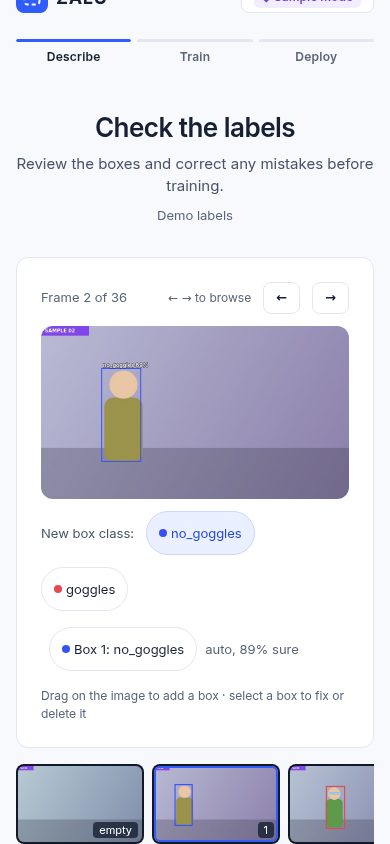 ZALU
Sample mode
Describe
Train
Deploy
Check the labels
Review the boxes and correct any mistakes before
training.
Demo labels
Frame 2 of 36
← → to browse
←
→
SAMPLE 02
no_goggles
New box class:
no_goggles
goggles
Box 1: no_goggles
auto, 89% sure
Drag on the image to add a box · select a box to fix or
delete it
empty
1